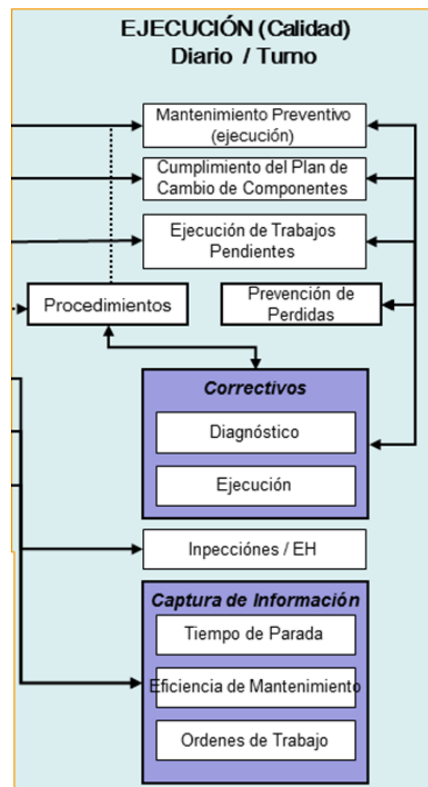 EJECUCIÓN (Calidad)
Diario / Turno
Mantenimiento Preventivo
(ejecución)
Cumplimiento del Plan de
Cambio de Componentes
Ejecución de Trabajos
Pendientes
Procedimientos
Prevención de
Perdidas
Correctivos
Diagnóstico
Ejecución
Inpecciónes / EH
Captura de Información
Tiempo de Parada
Eficiencia de Mantenimiento
Ordenes de Trabajo